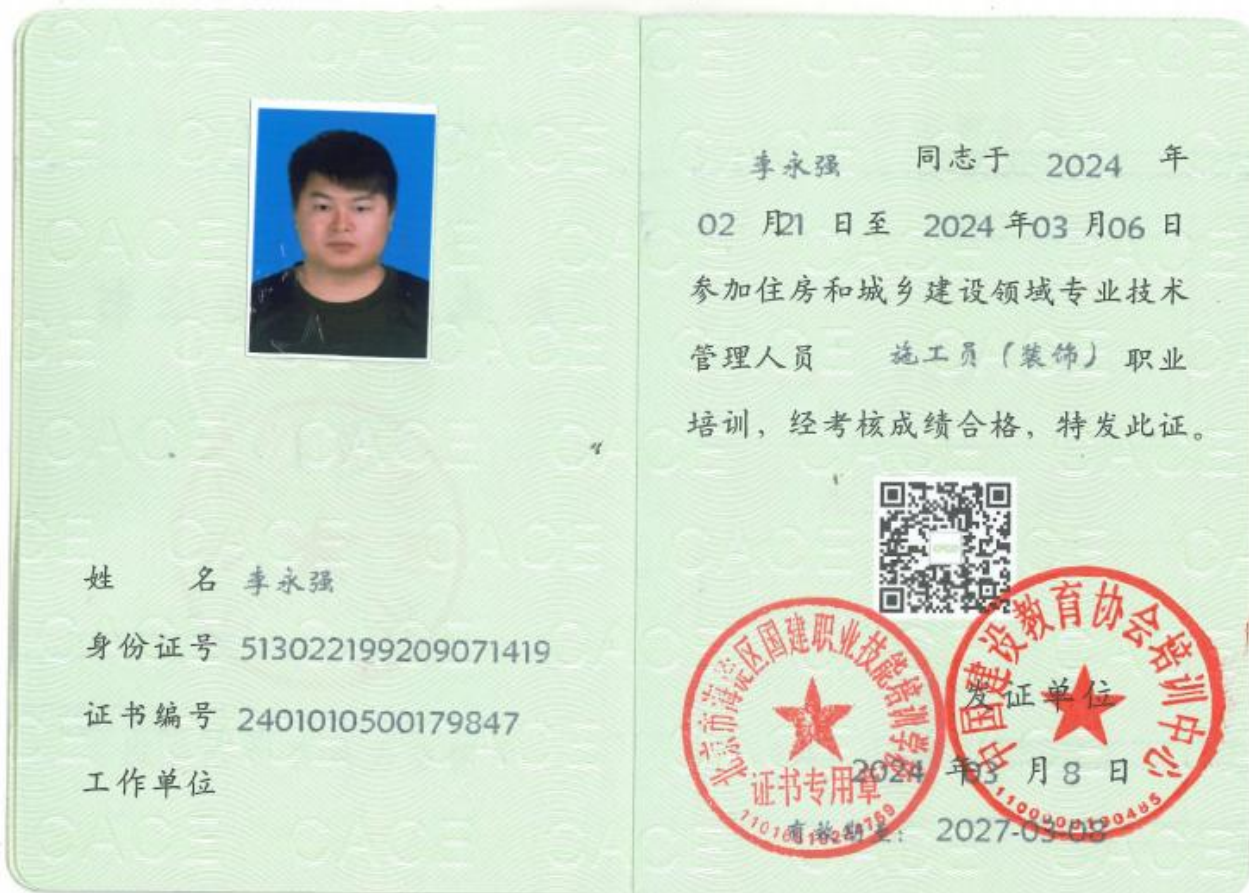 姓 名 李永强
身份证号 513022199209071419
证书编号 2401010500179847
工作单位
李永强 同志于 2024 年
02 月21 日至 2024 年03 月06 日
参加住房和城乡建设领域专业技术
管理人员 施工员(装饰)职业
培训,经考核成绩合格,特发此证。
北京市海淀区国建职业技能培训学校
证书专用章
中国建设教育协会培训中心
发证单位
2024 年03 月 8 日
有效期至: 2027-03-08
CACE